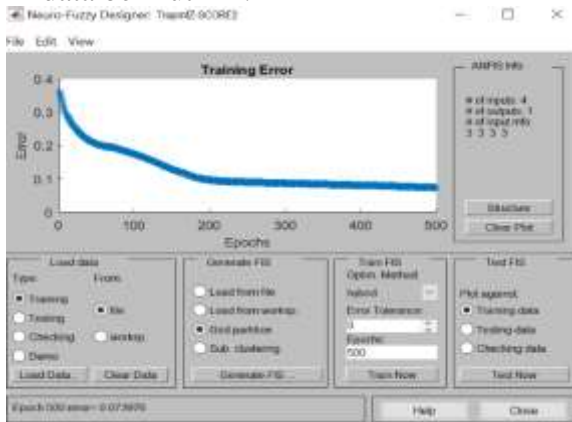 Neuro-Fuzzy Designer:
File Edit View
Training Error
0.4
0.3
0.2
0.1
0
Error
0 100 200 300 400 500
Epochs
ANFIS Info
# of inputs: 4
# of outputs: 1
# of input mfs:
3 3 3 3
Structure
Clear Plot
Load data
Type: From:
Training
Testing
Checking
Demo
file
worksp.
Load Data... Clear Data
Generate FIS
Load from file
Load from worksp.
Grid partition
Sub. clustering
Generate FIS ...
Train FIS
Optim. Method:
hybrid
Error Tolerance:
0
Epochs:
500
Train Now
Test FIS
Plot against:
Training data
Testing data
Checking data
Test Now
Epoch 500:error=
Help Close